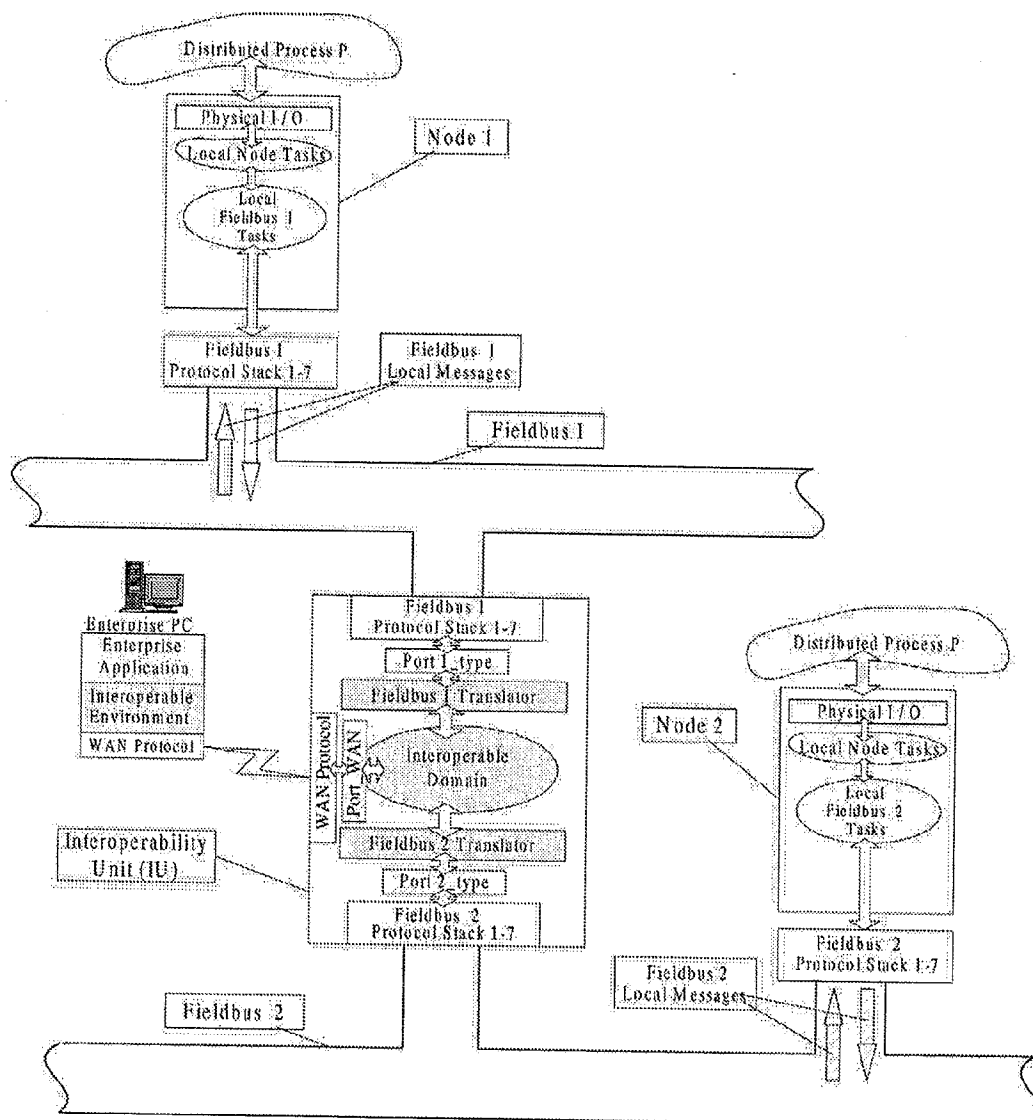 Distributed Process P
Physical I / O
Local Node Tasks
Local
Fieldbus 1
Tasks
Node 1
Fieldbus 1
Protocol Stack 1-7
Fieldbus 1
Local Messages
Fieldbus 1
Enterprise PC
Enterprise
Application
Interoperable
Environment
WAN Protocol
Fieldbus 1
Protocol Stack 1-7
Port 1_type
Fieldbus 1 Translator
WAN Protocol
Port WAN
Interoperable
Domain
Fieldbus 2 Translator
Port 2_type
Fieldbus 2
Protocol Stack 1-7
Interoperability
Unit (IU)
Distributed Process P
Physical I / O
Local Node Tasks
Local
Fieldbus 2
Tasks
Node 2
Fieldbus 2
Protocol Stack 1-7
Fieldbus 2
Local Messages
Fieldbus 2